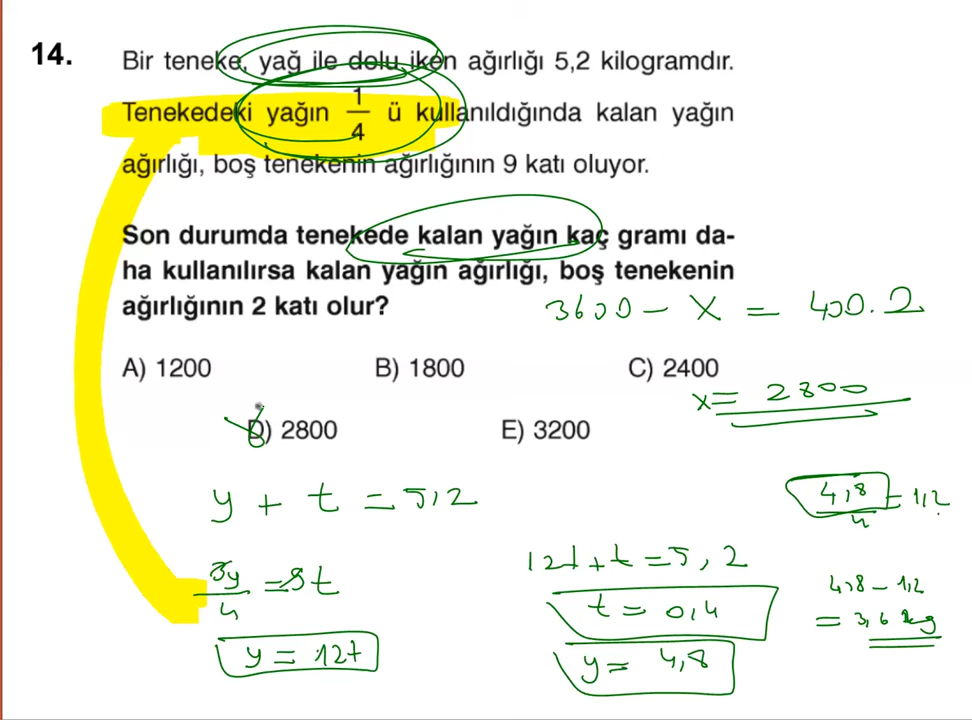 14. Bir teneke, yağ ile dolu iken ağırlığı 5,2 kilogramdır.
Tenekedeki yağın 1/4 ü kullanıldığında kalan yağın
ağırlığı, boş tenekenin ağırlığının 9 katı oluyor.
Son durumda tenekede kalan yağın kaç gramı da-
ha kullanılırsa kalan yağın ağırlığı, boş tenekenin
ağırlığının 2 katı olur?
3600 - x = 400.2
A) 1200 B) 1800 C) 2400
x = 2800
D) 2800 E) 3200
y + t = 5,2
4,8/4 = 1,2
3y/4 = 9t
12t + t = 5,2
4,8 - 1,2
t = 0,4
= 3,6 kg
y = 12t
y = 4,8